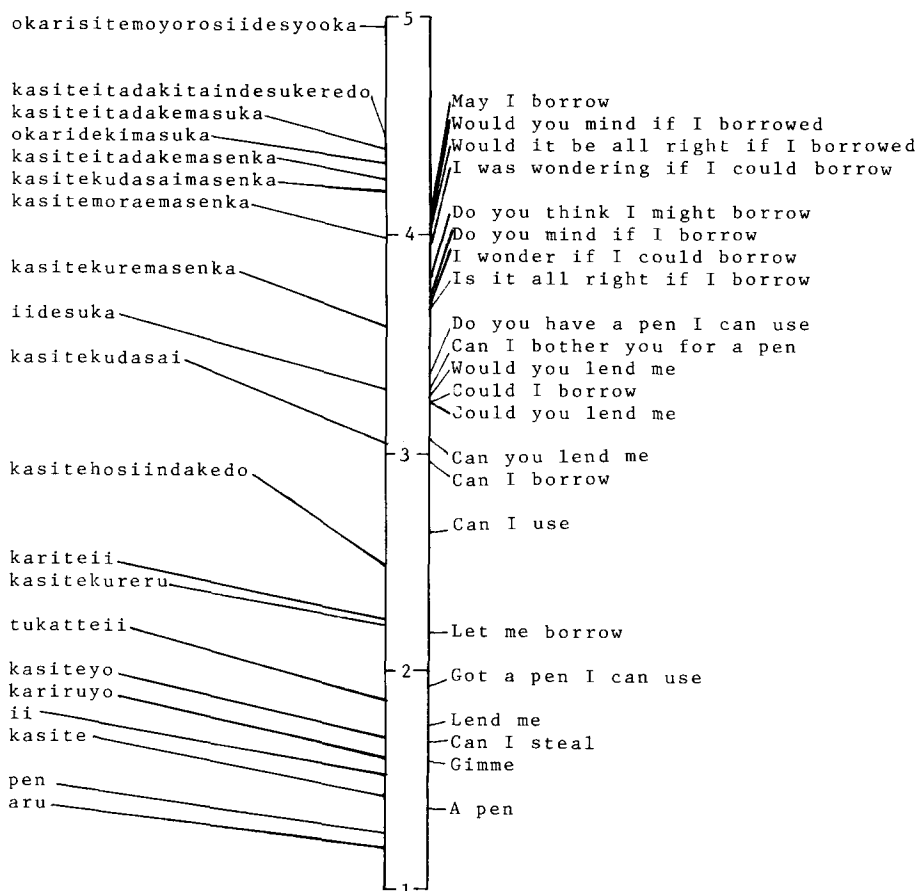 okarisitemoyorosiidesyooka
kasiteitadakitaindesukeredo
kasiteitadakemasuka
okaridekimasuka
kasiteitadakemasenka
kasitekudasaimasenka
kasitemoraemasenka
kasitekuremasenka
iidesuka
kasitekudasai
kasitehosiindakedo
kariteii
kasitekureru
tukatteii
kasiteyo
kariruyo
ii
kasite
pen
aru
5
4
3
2
1
May I borrow
Would you mind if I borrowed
Would it be all right if I borrowed
I was wondering if I could borrow
Do you think I might borrow
Do you mind if I borrow
I wonder if I could borrow
Is it all right if I borrow
Do you have a pen I can use
Can I bother you for a pen
Would you lend me
Could I borrow
Could you lend me
Can you lend me
Can I borrow
Can I use
Let me borrow
Got a pen I can use
Lend me
Can I steal
Gimme
A pen